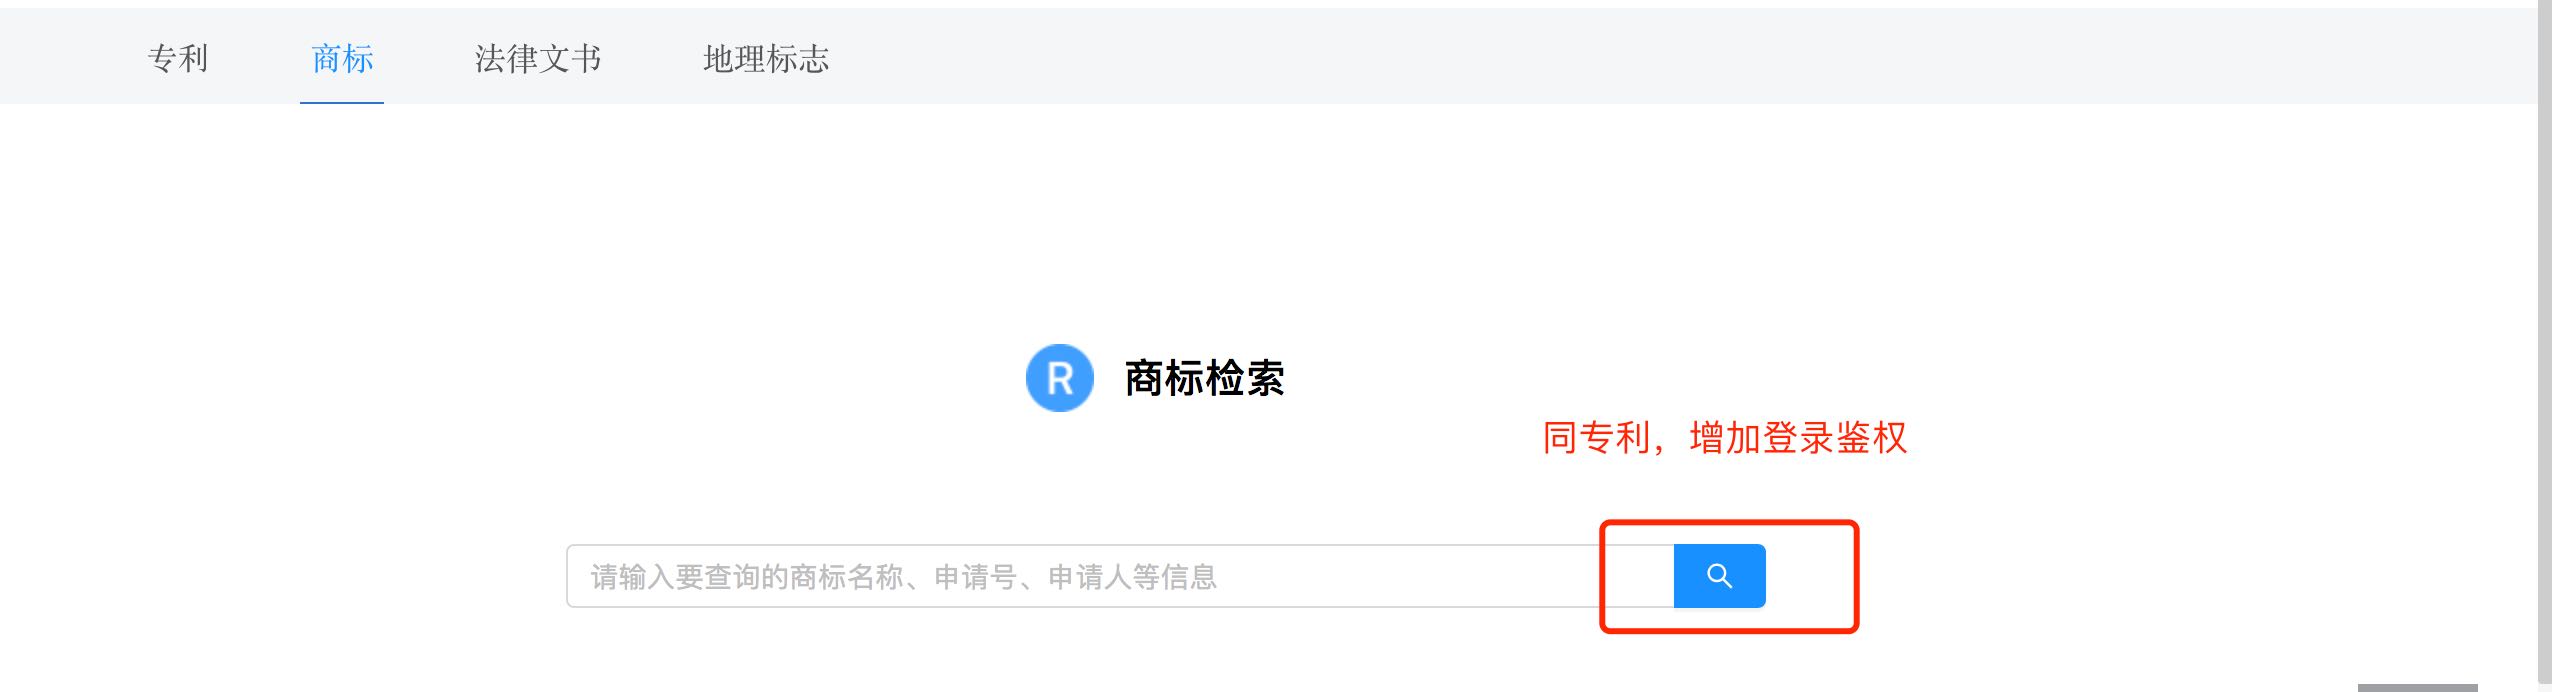 专利 商标 法律文书 地理标志
R 商标检索
同专利，增加登录鉴权
请输入要查询的商标名称、申请号、申请人等信息